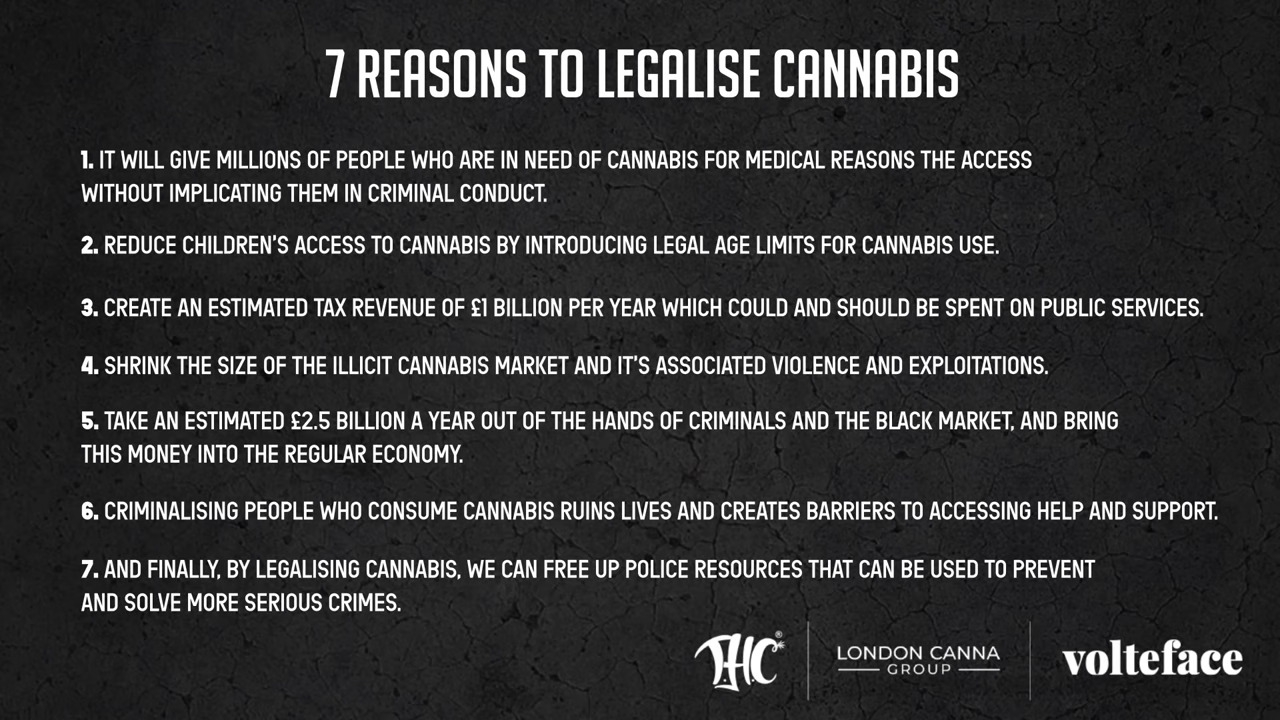 7 REASONS TO LEGALISE CANNABIS
1. IT WILL GIVE MILLIONS OF PEOPLE WHO ARE IN NEED OF CANNABIS FOR MEDICAL REASONS THE ACCESS
WITHOUT IMPLICATING THEM IN CRIMINAL CONDUCT.
2. REDUCE CHILDREN'S ACCESS TO CANNABIS BY INTRODUCING LEGAL AGE LIMITS FOR CANNABIS USE.
3. CREATE AN ESTIMATED TAX REVENUE OF £1 BILLION PER YEAR WHICH COULD AND SHOULD BE SPENT ON PUBLIC SERVICES.
4. SHRINK THE SIZE OF THE ILLICIT CANNABIS MARKET AND IT'S ASSOCIATED VIOLENCE AND EXPLOITATIONS.
5. TAKE AN ESTIMATED £2.5 BILLION A YEAR OUT OF THE HANDS OF CRIMINALS AND THE BLACK MARKET, AND BRING
THIS MONEY INTO THE REGULAR ECONOMY.
6. CRIMINALISING PEOPLE WHO CONSUME CANNABIS RUINS LIVES AND CREATES BARRIERS TO ACCESSING HELP AND SUPPORT.
7. AND FINALLY, BY LEGALISING CANNABIS, WE CAN FREE UP POLICE RESOURCES THAT CAN BE USED TO PREVENT
AND SOLVE MORE SERIOUS CRIMES.
THC®
LONDON CANNA
GROUP
volteface